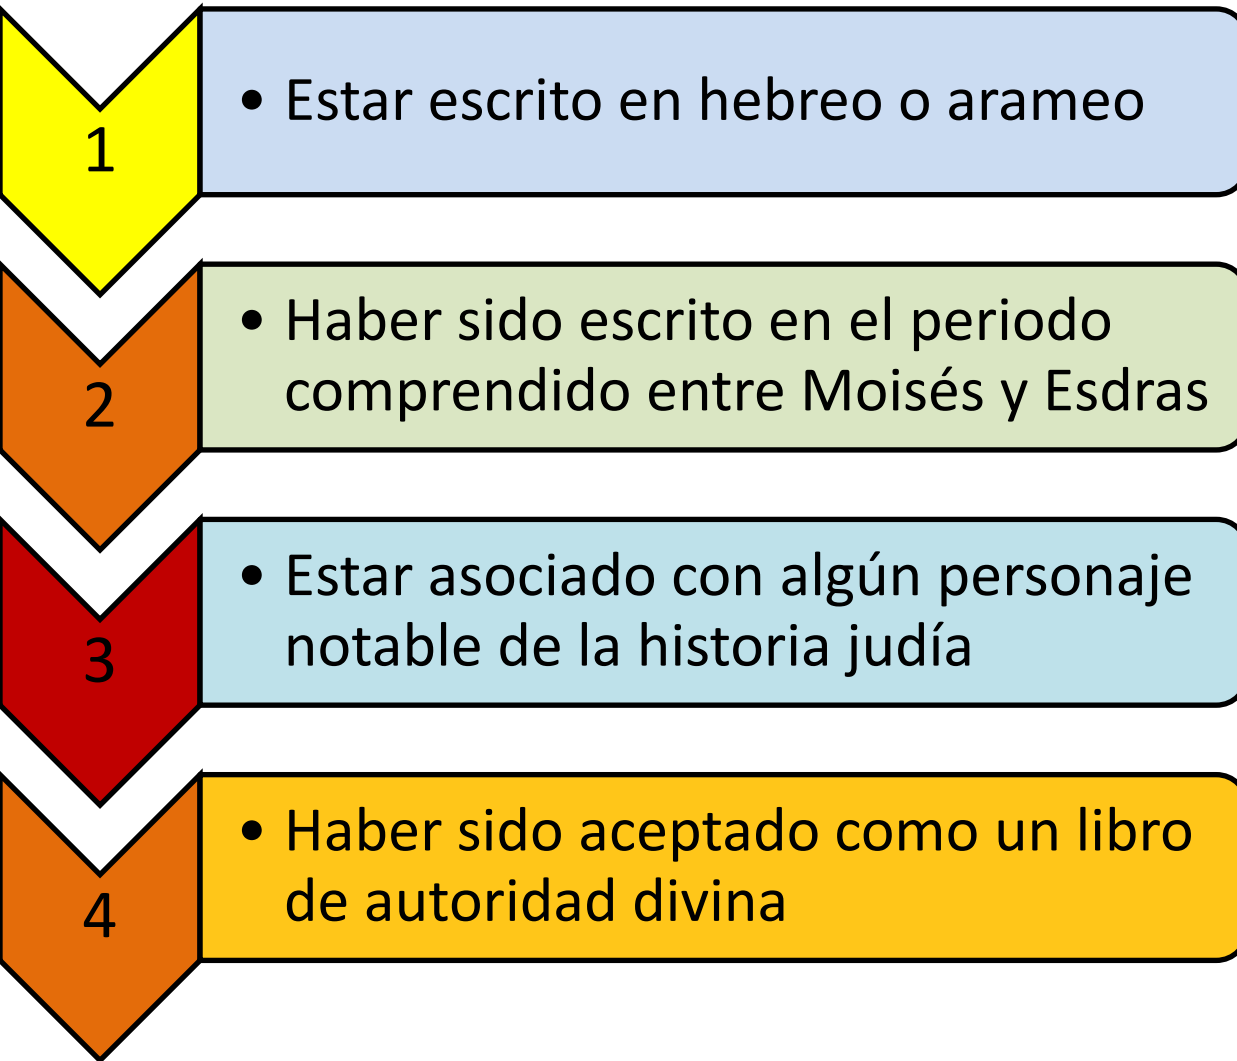 1
• Estar escrito en hebreo o arameo
2
• Haber sido escrito en el periodo
comprendido entre Moisés y Esdras
3
• Estar asociado con algún personaje
notable de la historia judía
4
• Haber sido aceptado como un libro
de autoridad divina